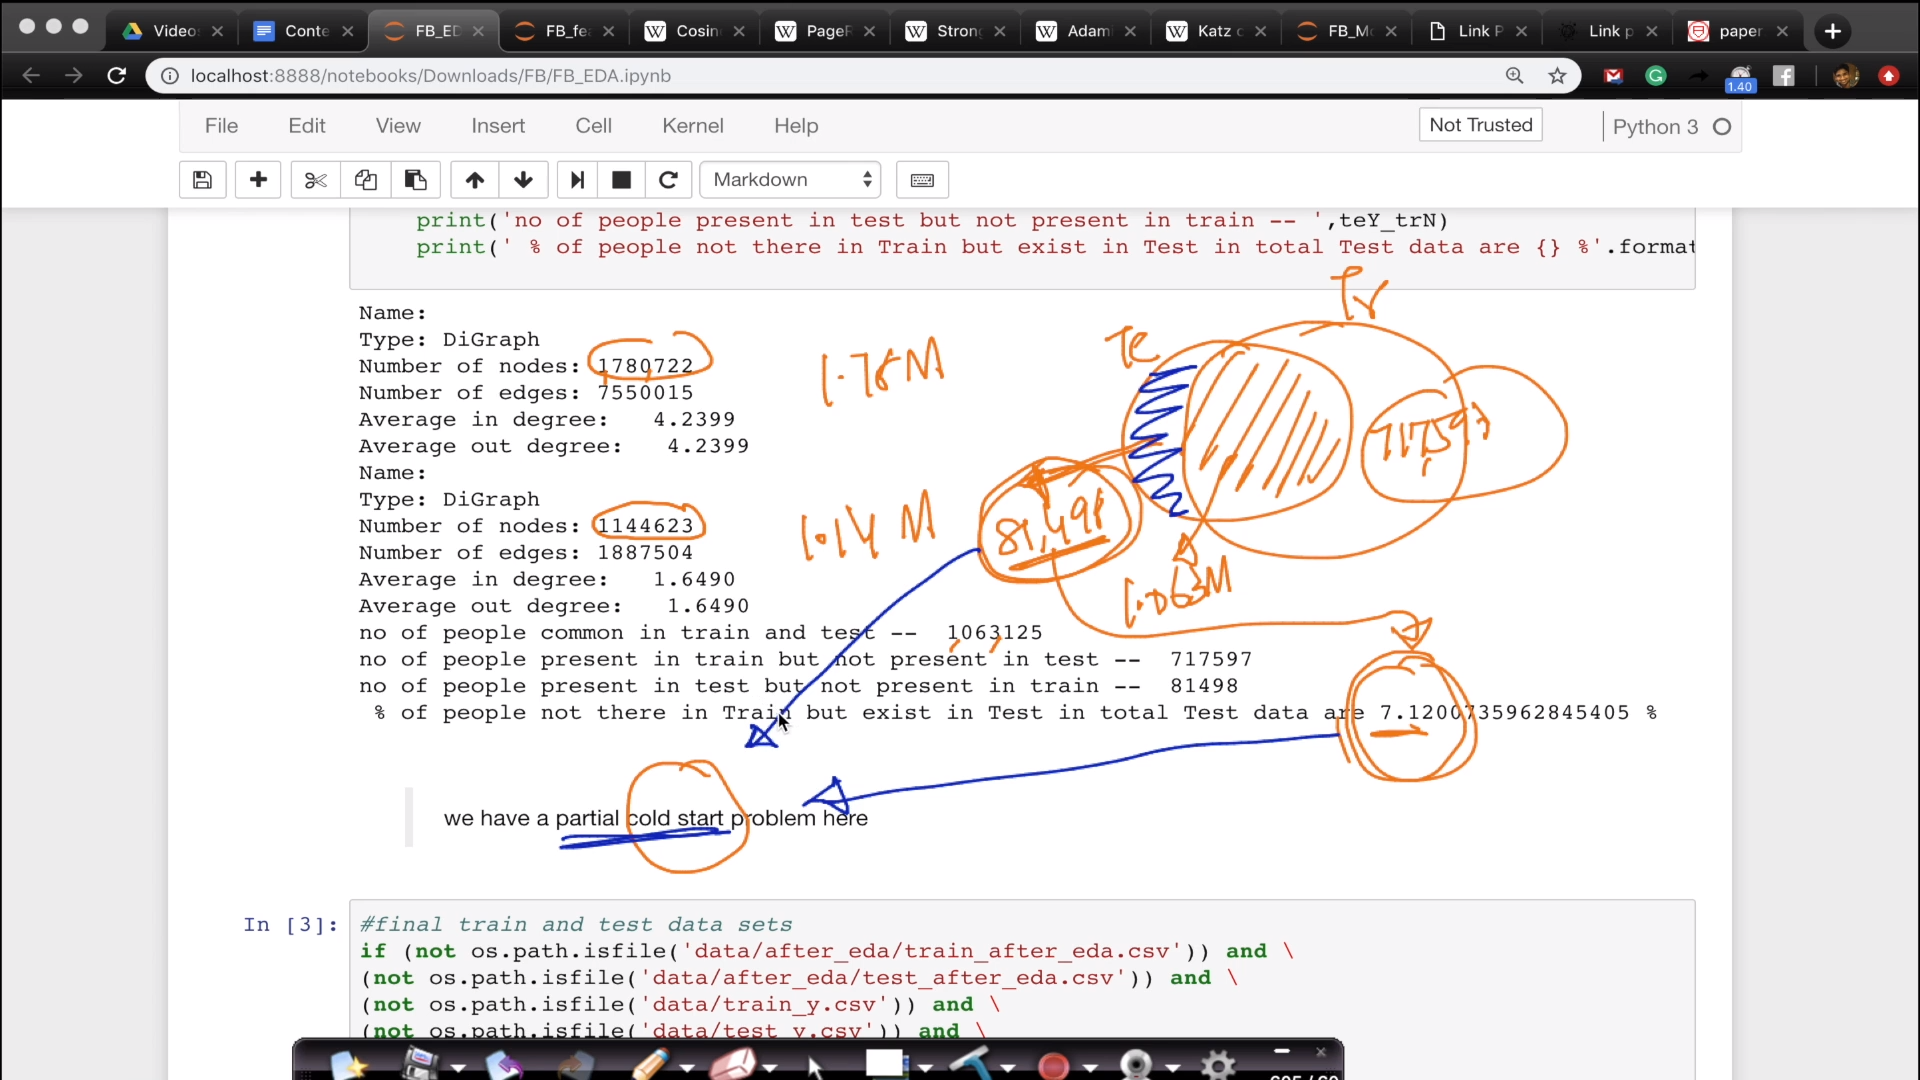 Video
Conte
FB_ED
FB_fea
Cosin
PageR
Strong
Adami
Katz c
FB_Mo
Link P
Link p
paper
localhost:8888/notebooks/Downloads/FB/FB_EDA.ipynb
1.40
File Edit View Insert Cell Kernel Help
Not Trusted
Python 3
Markdown
print('no of people present in test but not present in train -- ',teY_trN)
print(' % of people not there in Train but exist in Test in total Test data are {} %'.format
Name:
Type: DiGraph
Number of nodes: 1780722
Number of edges: 7550015
Average in degree: 4.2399
Average out degree: 4.2399
Name:
Type: DiGraph
Number of nodes: 1144623
Number of edges: 1887504
Average in degree: 1.6490
Average out degree: 1.6490
no of people common in train and test -- 1063125
no of people present in train but not present in test -- 717597
no of people present in test but not present in train -- 81498
% of people not there in Train but exist in Test in total Test data are 7.1200735962845405 %
1.78M
Te
Tr
717,597
1.14 M
81,498
1.063M
we have a partial cold start problem here
In [3]:
#final train and test data sets
if (not os.path.isfile('data/after_eda/train_after_eda.csv')) and \
(not os.path.isfile('data/after_eda/test_after_eda.csv')) and \
(not os.path.isfile('data/train_y.csv')) and \
(not os.path.isfile('data/test_y.csv')) and \